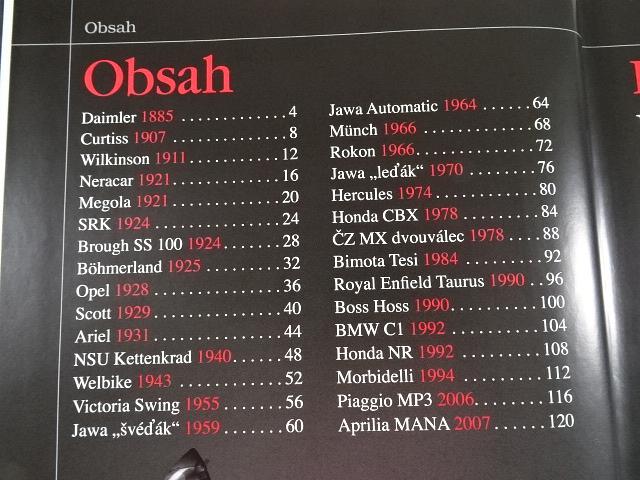 Obsah
Obsah
Daimler 1885 . . . . . . . . . . . . . 4
Curtiss 1907 . . . . . . . . . . . . . . 8
Wilkinson 1911 . . . . . . . . . . . . 12
Neracar 1921 . . . . . . . . . . . . . . 16
Megola 1921 . . . . . . . . . . . . . . 20
SRK 1924 . . . . . . . . . . . . . . . . 24
Brough SS 100 1924 . . . . . . . 28
Böhmerland 1925 . . . . . . . . . . 32
Opel 1928 . . . . . . . . . . . . . . . . 36
Scott 1929 . . . . . . . . . . . . . . . . 40
Ariel 1931 . . . . . . . . . . . . . . . . 44
NSU Kettenkrad 1940 . . . . . . 48
Welbike 1943 . . . . . . . . . . . . . 52
Victoria Swing 1955 . . . . . . . 56
Jawa „švéďák“ 1959 . . . . . . . 60
Jawa Automatic 1964 . . . . . . 64
Münch 1966 . . . . . . . . . . . . . . 68
Rokon 1966 . . . . . . . . . . . . . . . 72
Jawa „leďák“ 1970 . . . . . . . . . 76
Hercules 1974 . . . . . . . . . . . . . 80
Honda CBX 1978 . . . . . . . . . . 84
ČZ MX dvouválec 1978 . . . . 88
Bimota Tesi 1984 . . . . . . . . . . 92
Royal Enfield Taurus 1990 . . 96
Boss Hoss 1990 . . . . . . . . . . . 100
BMW C1 1992 . . . . . . . . . . . . 104
Honda NR 1992 . . . . . . . . . . . 108
Morbidelli 1994 . . . . . . . . . . . 112
Piaggio MP3 2006 . . . . . . . . . 116
Aprilia MANA 2007 . . . . . . . 120